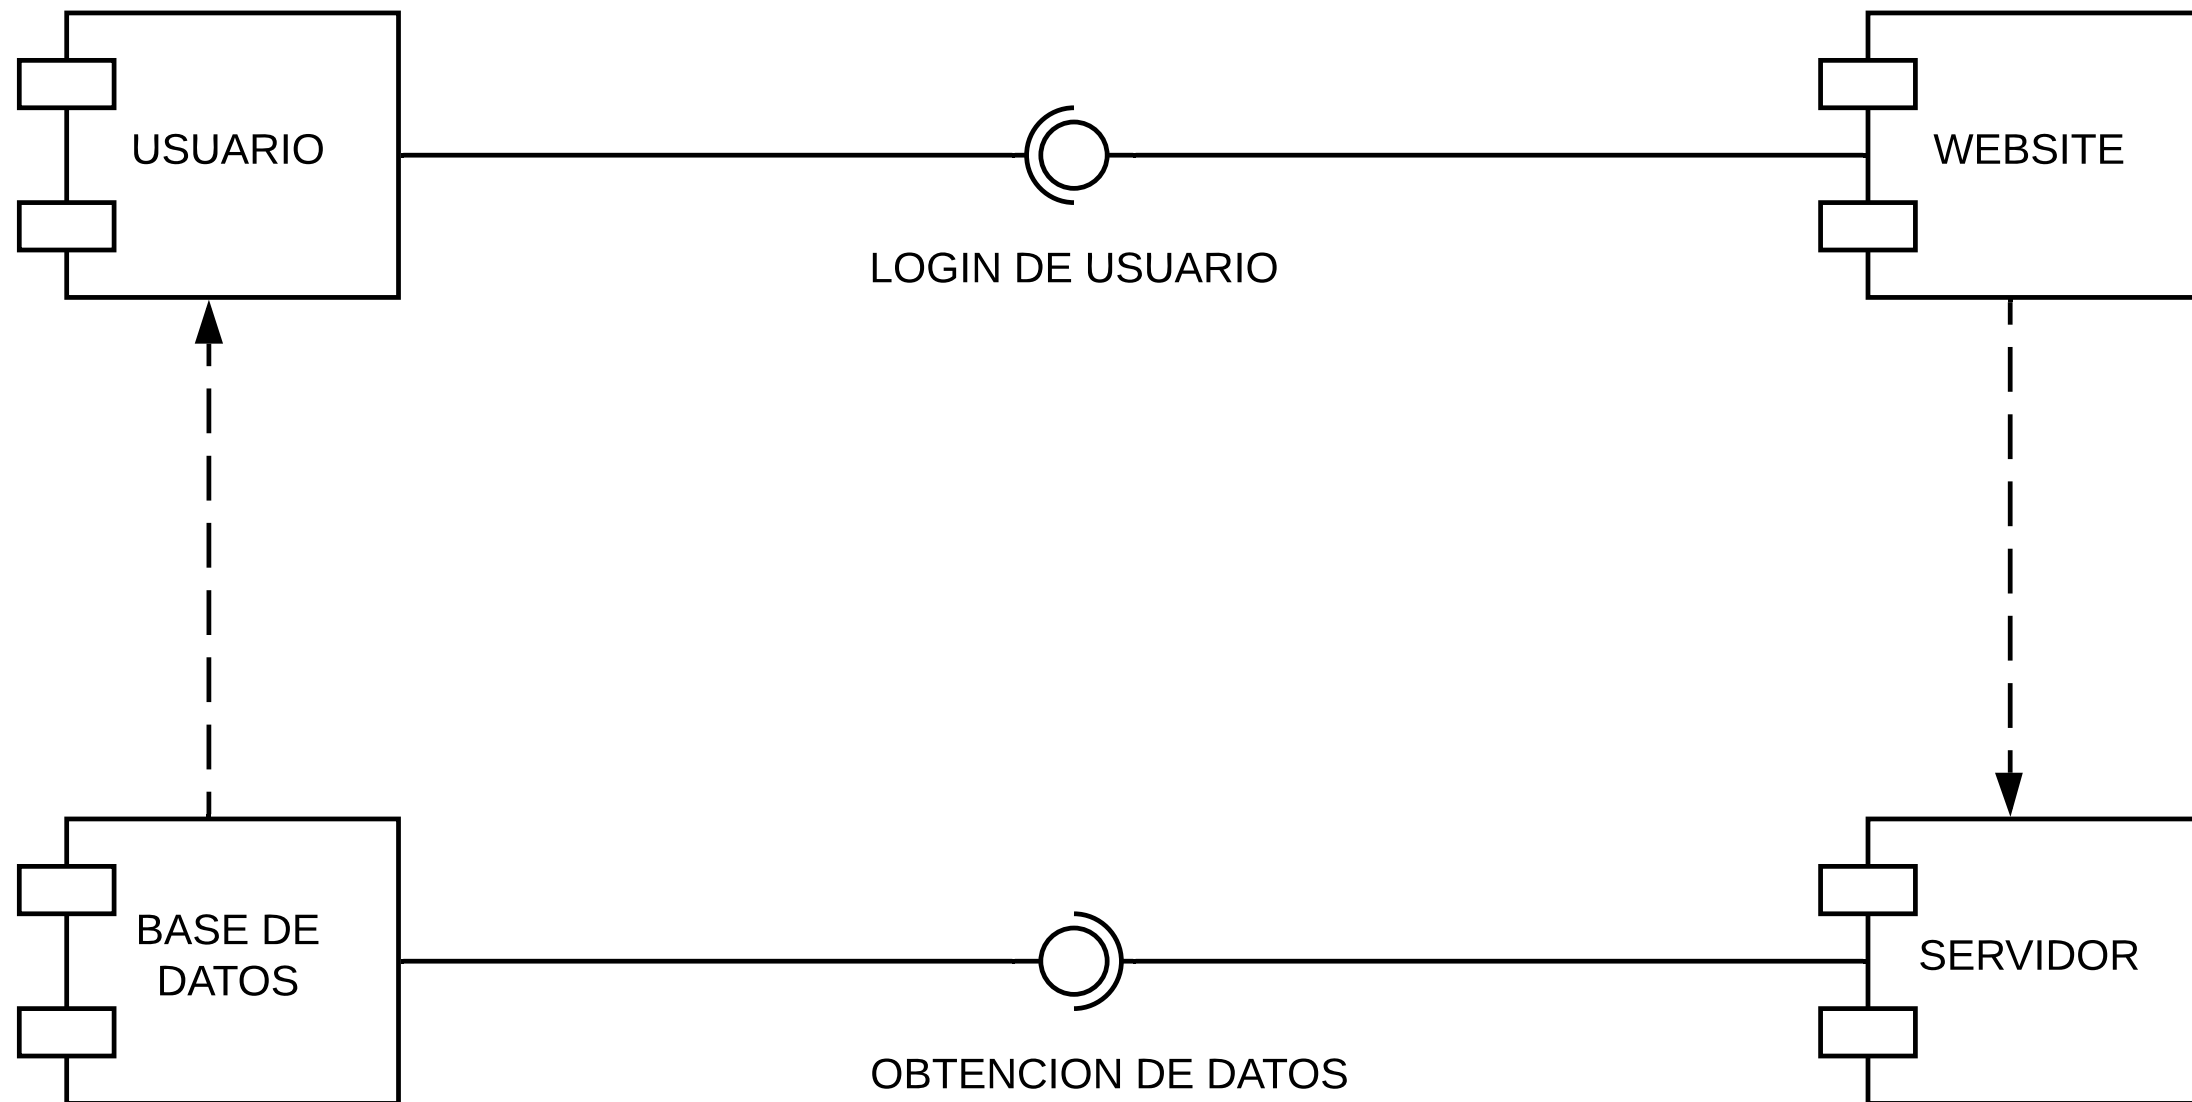 USUARIO
WEBSITE
LOGIN DE USUARIO
BASE DE
DATOS
SERVIDOR
OBTENCION DE DATOS